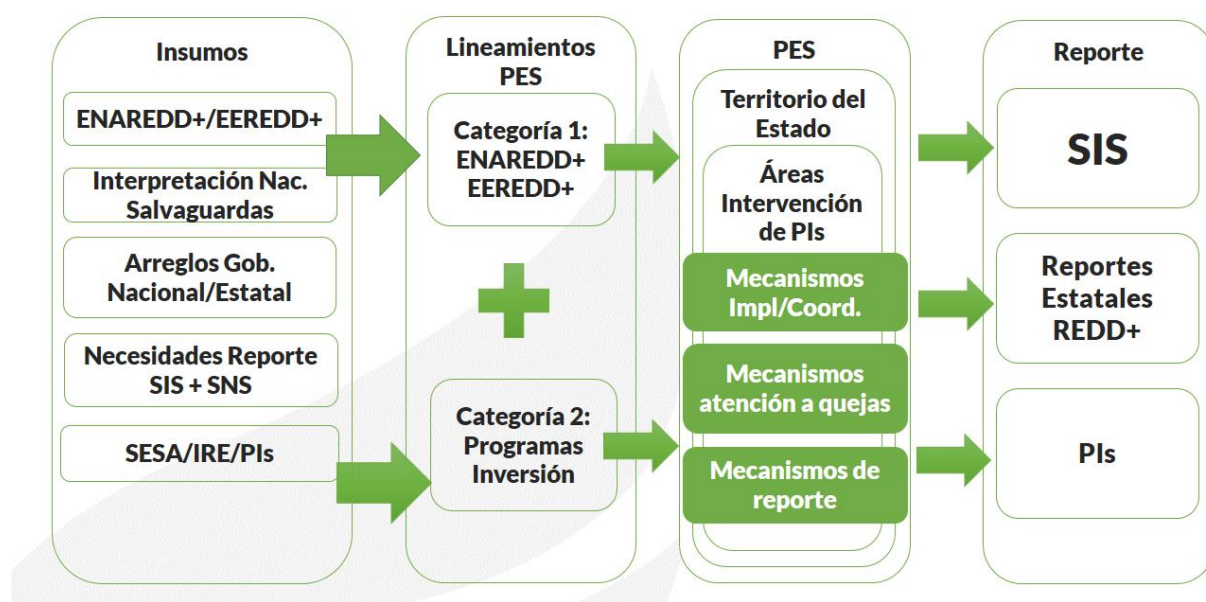 Insumos
ENAREDD+/EEREDD+
Interpretación Nac.
Salvaguardas
Arreglos Gob.
Nacional/Estatal
Necesidades Reporte
SIS + SNS
SESA/IRE/PIs
Lineamientos
PES
Categoría 1:
ENAREDD+
EEREDD+
Categoría 2:
Programas
Inversión
PES
Territorio del
Estado
Áreas
Intervención
de PIs
Mecanismos
Impl/Coord.
Mecanismos
atención a quejas
Mecanismos de
reporte
Reporte
SIS
Reportes
Estatales
REDD+
PIs